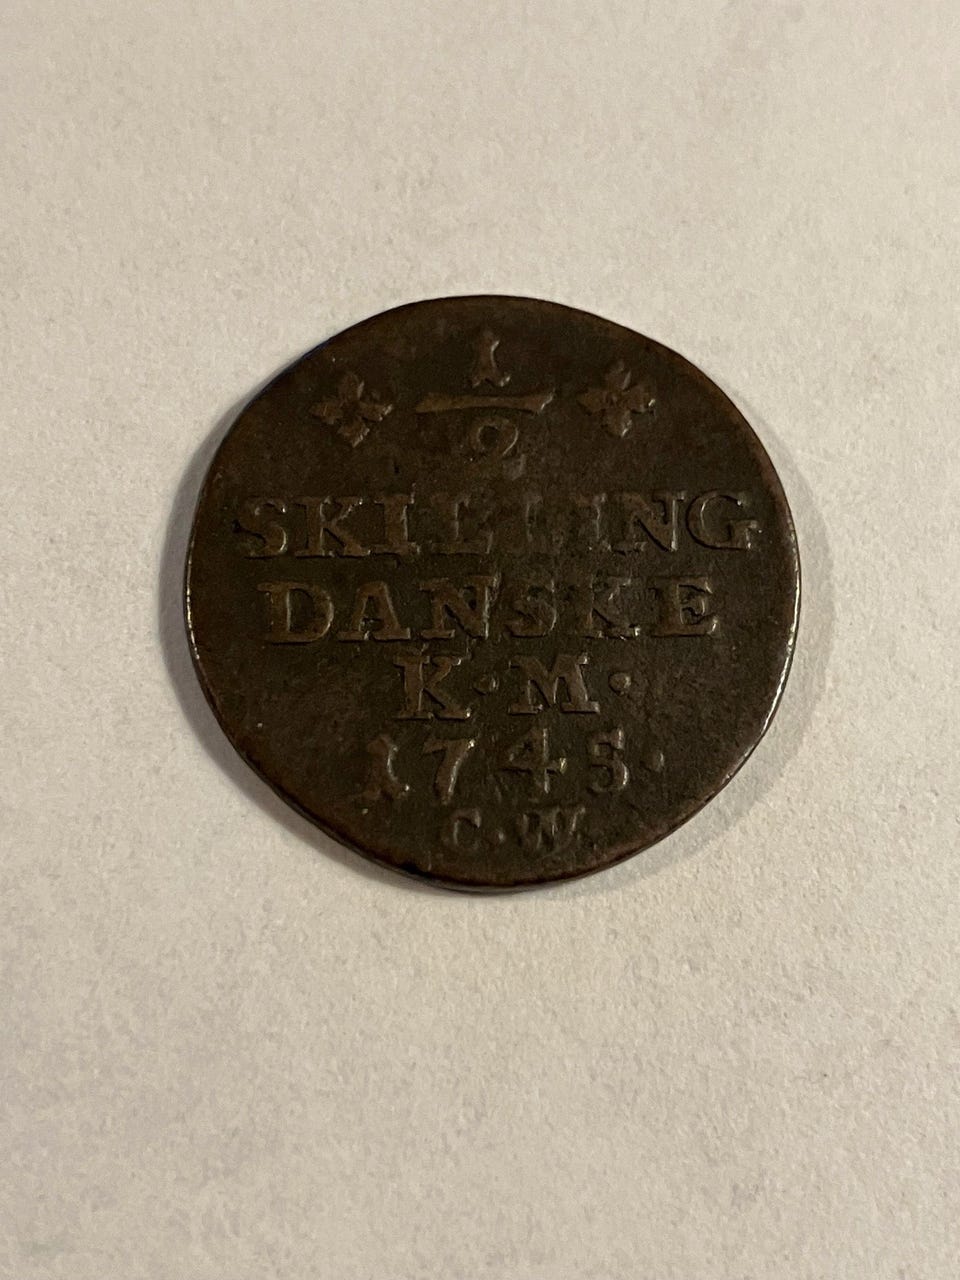 1
2
SKILLING
DANSKE
K·M·
1745·
C·W